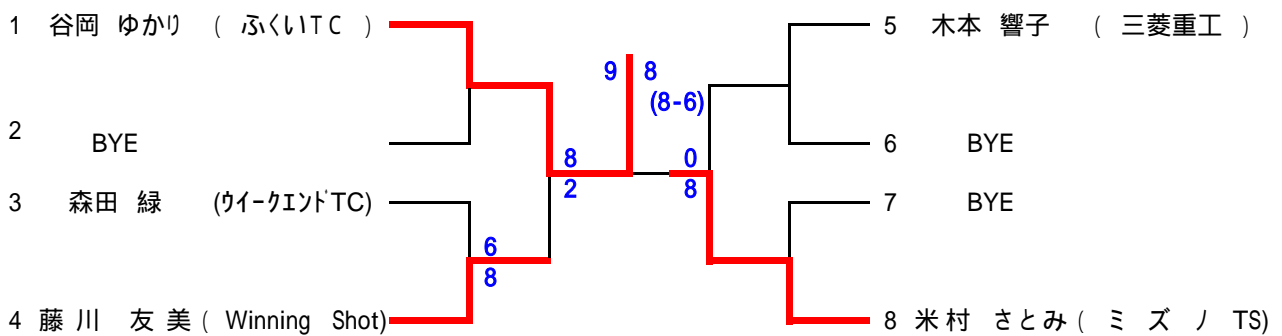 1 谷岡 ゆかり ( ふくいTC )
2 BYE
3 森田 緑 (ウイークエンドTC)
4 藤川 友美 ( Winning Shot)
8
2
6
8
9 8
(8-6)
0
8
5 木本 響子 ( 三菱重工 )
6 BYE
7 BYE
8 米村 さとみ ( ミズノ TS)